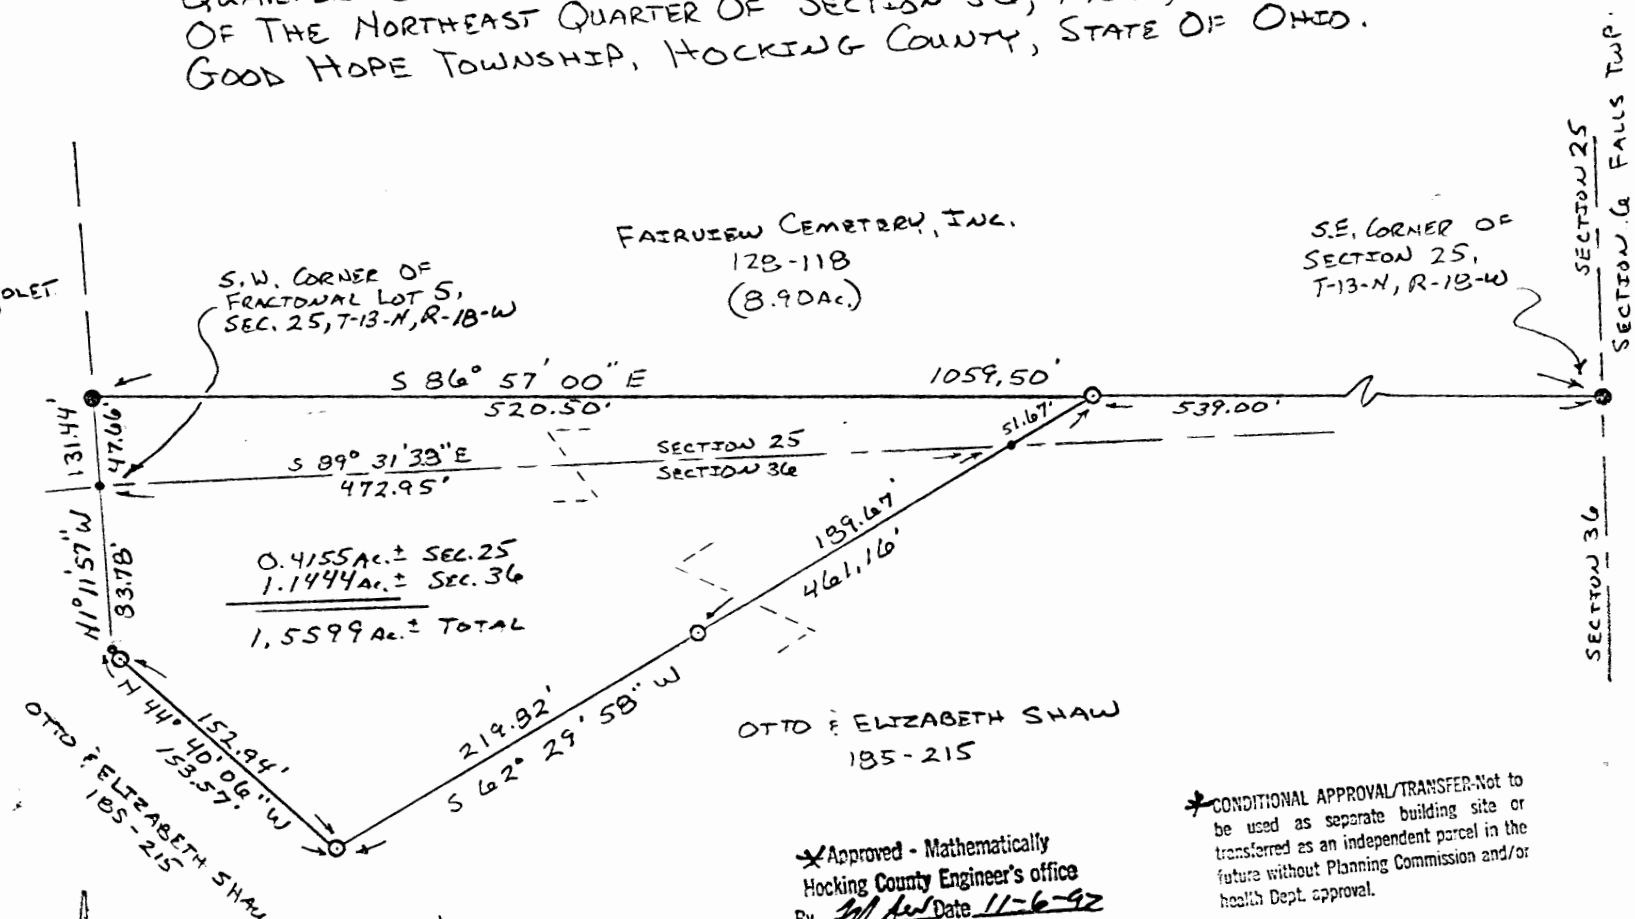 OF THE NORTHEAST QUARTER OF SECTION 36,
GOOD HOPE TOWNSHIP, HOCKING COUNTY, STATE OF OHIO.
SECTION 25
SECTION 6 FALLS TWP.
FAIRVIEW CEMETERY, INC.
128-118
(8.90AC.)
S.E. CORNER OF
SECTION 25,
T-13-N, R-18-W
S.W. CORNER OF
FRACTONAL LOT 5,
SEC. 25, T-13-N, R-18-W
OLET.
S 86° 57' 00" E
1059.50'
520.50'
539.00'
131.44'
47.66'
51.67'
S 89° 31' 33" E
472.95'
SECTION 25
SECTION 36
N 1° 11' 57" W
83.78'
189.67'
461.16'
0.4155 AC.± SEC. 25
1.1444 AC.± SEC. 36
1.5599 AC.± TOTAL
SECTION 36
N 44° 40' 06" W
152.94'
153.57'
219.82'
S 62° 29' 58" W
OTTO & ELIZABETH SHAW
185-215
OTTO & ELIZABETH SHAW
185-215
*CONDITIONAL APPROVAL/TRANSFER-Not to
be used as separate building site or
transferred as an independent parcel in the
future without Planning Commission and/or
health Dept. approval.
Approved - Mathematically
Hocking County Engineer's office
By Date 11-6-92